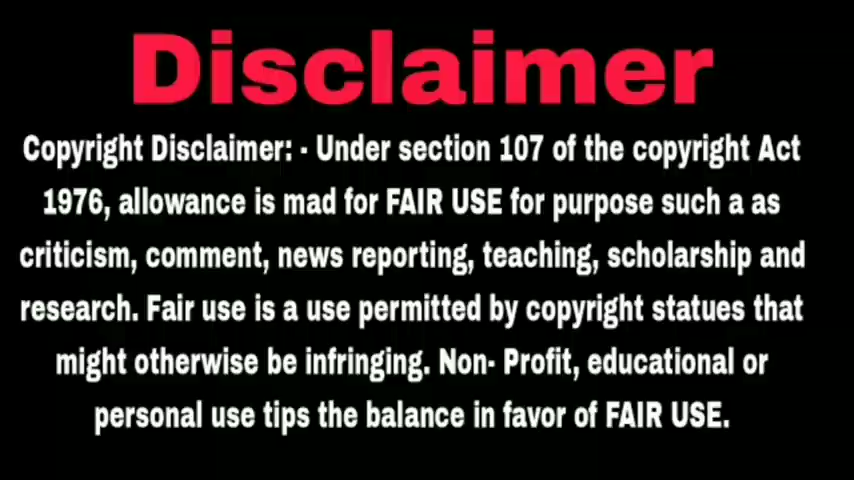 Disclaimer
Copyright Disclaimer: - Under section 107 of the copyright Act
1976, allowance is mad for FAIR USE for purpose such a as
criticism, comment, news reporting, teaching, scholarship and
research. Fair use is a use permitted by copyright statues that
might otherwise be infringing. Non- Profit, educational or
personal use tips the balance in favor of FAIR USE.